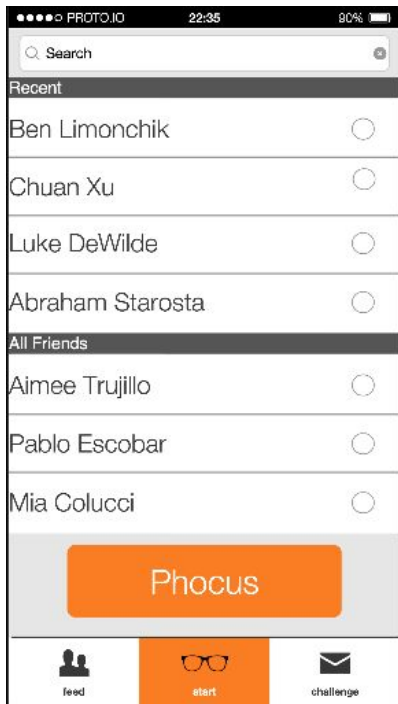 PROTO.IO 22:35 90%
Search
Recent
Ben Limonchik
Chuan Xu
Luke DeWilde
Abraham Starosta
All Friends
Aimee Trujillo
Pablo Escobar
Mia Colucci
Phocus
feed start challenge